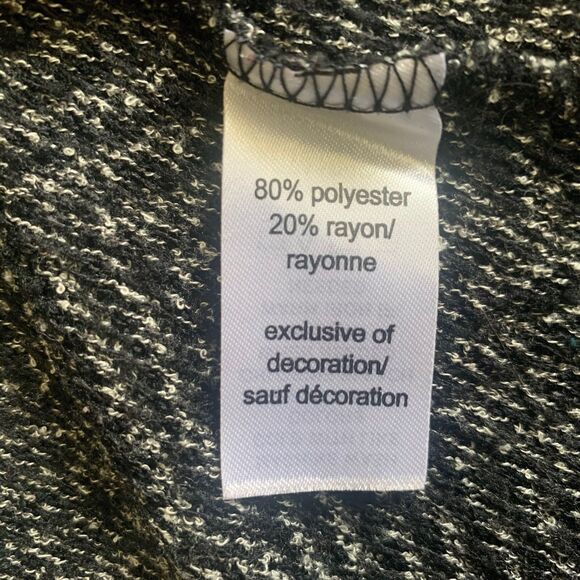 80% polyester
20% rayon/
rayonne
exclusive of
decoration/
sauf décoration